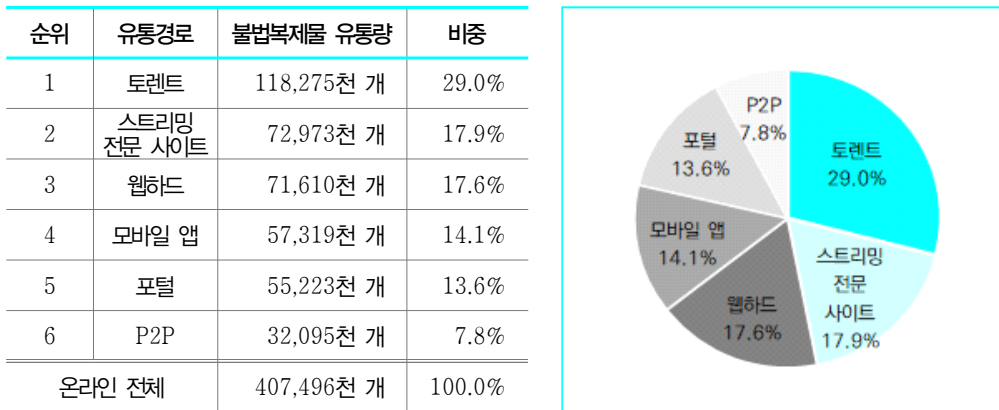 순위 유통경로 불법복제물 유통량 비중
1 토렌트 118,275천 개 29.0%
2 스트리밍 전문 사이트 72,973천 개 17.9%
3 웹하드 71,610천 개 17.6%
4 모바일 앱 57,319천 개 14.1%
5 포털 55,223천 개 13.6%
6 P2P 32,095천 개 7.8%
온라인 전체 407,496천 개 100.0%
P2P
7.8%
토렌트
29.0%
포털
13.6%
모바일 앱
14.1%
스트리밍
전문
사이트
17.9%
웹하드
17.6%